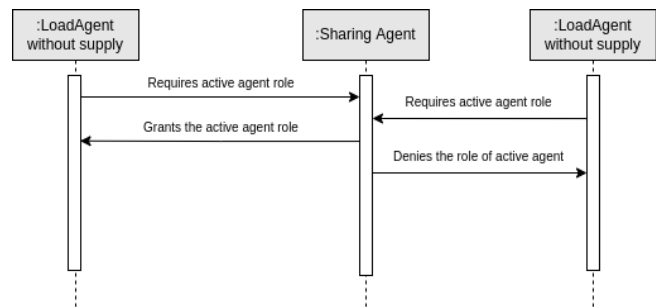 :LoadAgent
without supply
:Sharing Agent
:LoadAgent
without supply
Requires active agent role
Requires active agent role
Grants the active agent role
Denies the role of active agent